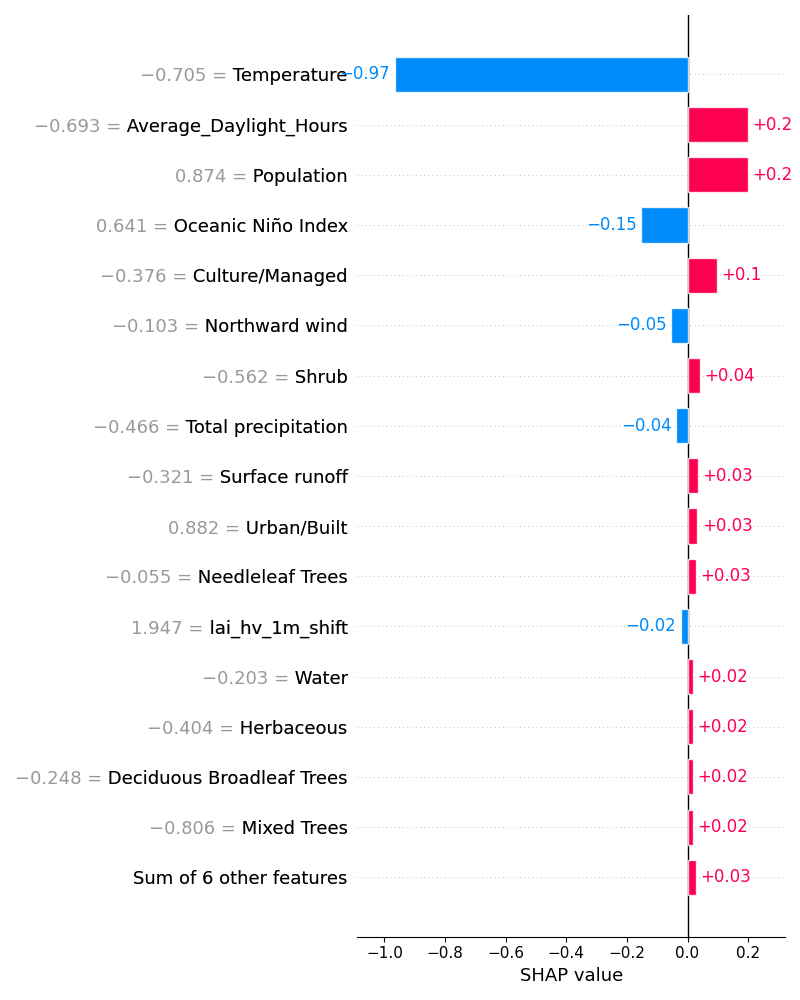 −0.705 = Temperature −0.97
−0.693 = Average_Daylight_Hours +0.2
0.874 = Population +0.2
0.641 = Oceanic Niño Index −0.15
−0.376 = Culture/Managed +0.1
−0.103 = Northward wind −0.05
−0.562 = Shrub +0.04
−0.466 = Total precipitation −0.04
−0.321 = Surface runoff +0.03
0.882 = Urban/Built +0.03
−0.055 = Needleleaf Trees +0.03
1.947 = lai_hv_1m_shift −0.02
−0.203 = Water +0.02
−0.404 = Herbaceous +0.02
−0.248 = Deciduous Broadleaf Trees +0.02
−0.806 = Mixed Trees +0.02
Sum of 6 other features +0.03
−1.0 −0.8 −0.6 −0.4 −0.2 0.0 0.2
SHAP value